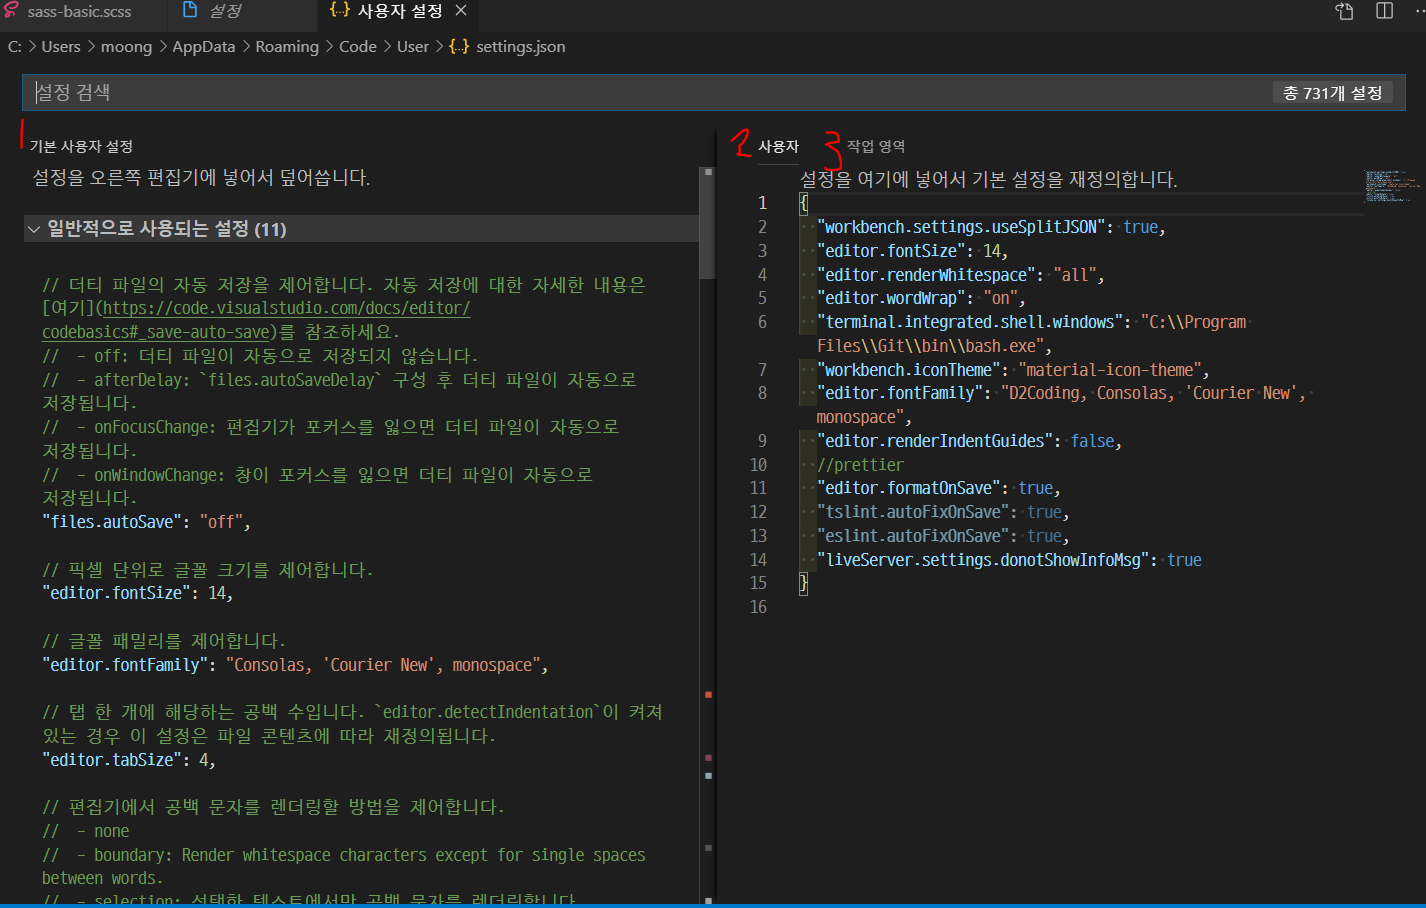 sass-basic.scss 설정 {..} 사용자 설정
C: > Users > moong > AppData > Roaming > Code > User > {..} settings.json
설정 검색 총 731개 설정
1 기본 사용자 설정
설정을 오른쪽 편집기에 넣어서 덮어씁니다.
일반적으로 사용되는 설정 (11)
// 더티 파일의 자동 저장을 제어합니다. 자동 저장에 대한 자세한 내용은
[여기](https://code.visualstudio.com/docs/editor/
codebasics#_save-auto-save)를 참조하세요.
//  - off: 더티 파일이 자동으로 저장되지 않습니다.
//  - afterDelay: `files.autoSaveDelay` 구성 후 더티 파일이 자동으로
저장됩니다.
//  - onFocusChange: 편집기가 포커스를 잃으면 더티 파일이 자동으로
저장됩니다.
//  - onWindowChange: 창이 포커스를 잃으면 더티 파일이 자동으로
저장됩니다.
"files.autoSave": "off",
// 픽셀 단위로 글꼴 크기를 제어합니다.
"editor.fontSize": 14,
// 글꼴 패밀리를 제어합니다.
"editor.fontFamily": "Consolas, 'Courier New', monospace",
// 탭 한 개에 해당하는 공백 수입니다. `editor.detectIndentation`이 켜져
있는 경우 이 설정은 파일 콘텐츠에 따라 재정의됩니다.
"editor.tabSize": 4,
// 편집기에서 공백 문자를 렌더링할 방법을 제어합니다.
//  - none
//  - boundary: Render whitespace characters except for single spaces
between words.
//  - selection: 선택한 텍스트에서만 공백 문자를 렌더링합니다.
2 사용자 3 작업 영역
설정을 여기에 넣어서 기본 설정을 재정의합니다.
1 {
2 "workbench.settings.useSplitJSON": true,
3 "editor.fontSize": 14,
4 "editor.renderWhitespace": "all",
5 "editor.wordWrap": "on",
6 "terminal.integrated.shell.windows": "C:\\Program
Files\\Git\\bin\\bash.exe",
7 "workbench.iconTheme": "material-icon-theme",
8 "editor.fontFamily": "D2Coding, Consolas, 'Courier New',
monospace",
9 "editor.renderIndentGuides": false,
10 //prettier
11 "editor.formatOnSave": true,
12 "tslint.autoFixOnSave": true,
13 "eslint.autoFixOnSave": true,
14 "liveServer.settings.donotShowInfoMsg": true
15 }
16